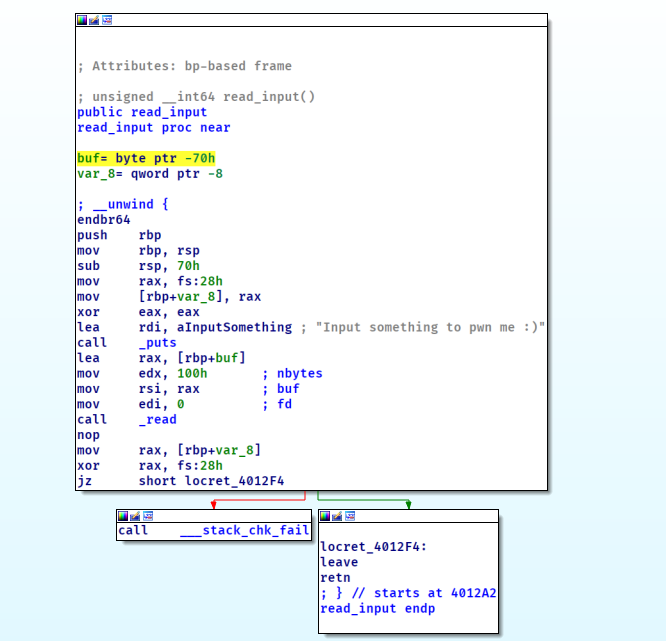 ; Attributes: bp-based frame
; unsigned __int64 read_input()
public read_input
read_input proc near
buf= byte ptr -70h
var_8= qword ptr -8
; __unwind {
endbr64
push    rbp
mov     rbp, rsp
sub     rsp, 70h
mov     rax, fs:28h
mov     [rbp+var_8], rax
xor     eax, eax
lea     rdi, aInputSomething ; "Input something to pwn me :)"
call    _puts
lea     rax, [rbp+buf]
mov     edx, 100h       ; nbytes
mov     rsi, rax        ; buf
mov     edi, 0          ; fd
call    _read
nop
mov     rax, [rbp+var_8]
xor     rax, fs:28h
jz      short locret_4012F4
call    ___stack_chk_fail
locret_4012F4:
leave
retn
; } // starts at 4012A2
read_input endp